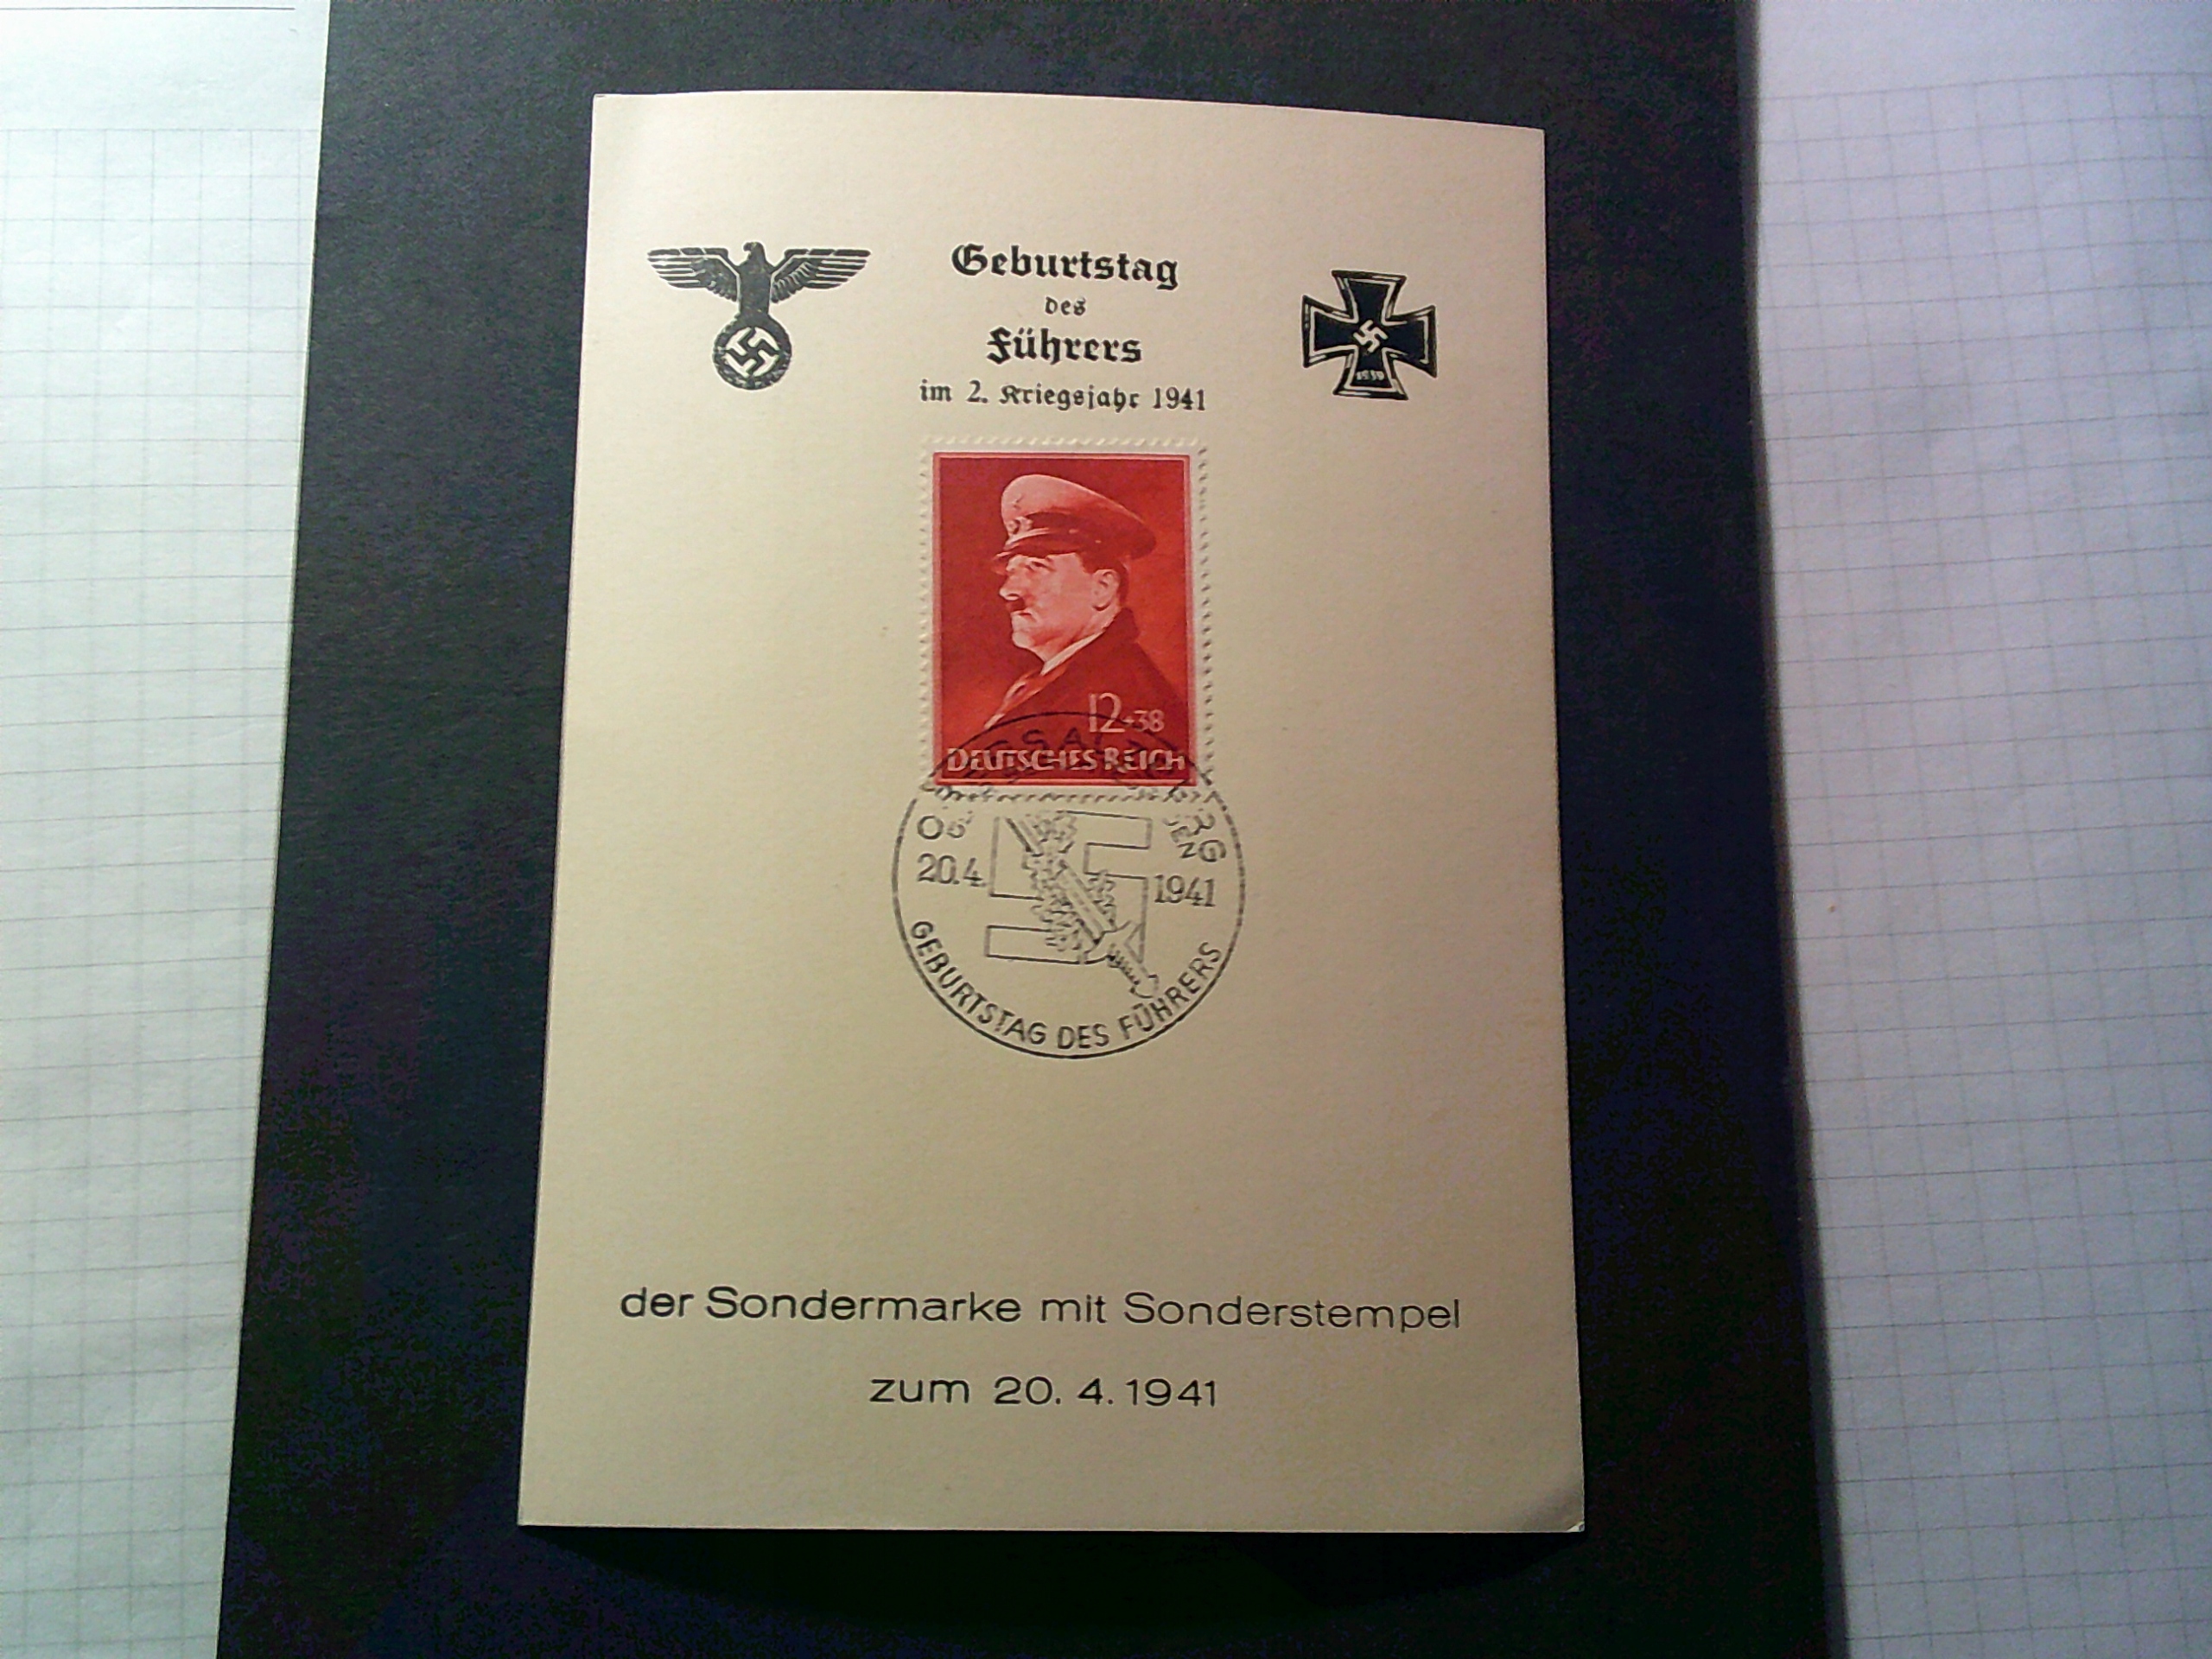 Geburtstag
des
Führers
im 2. Kriegsjahr 1941
1939
12+38
DEUTSCHES REICH
20.4. 1941
GEBURTSTAG DES FÜHRERS
der Sondermarke mit Sonderstempel
zum 20. 4. 1941